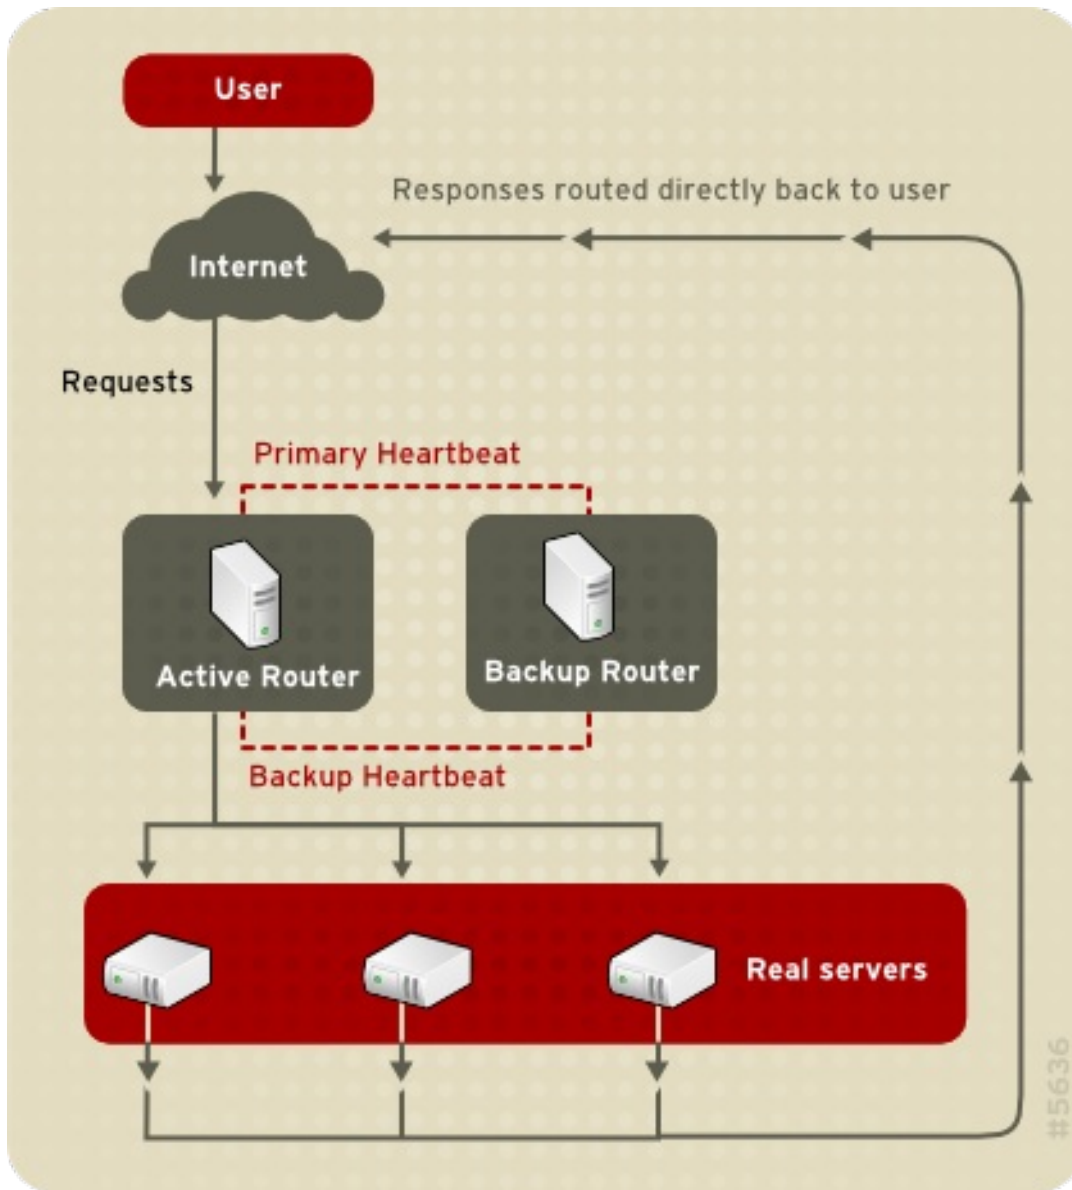 User
Responses routed directly back to user
Internet
Requests
Primary Heartbeat
Active Router
Backup Router
Backup Heartbeat
Real servers
#5636